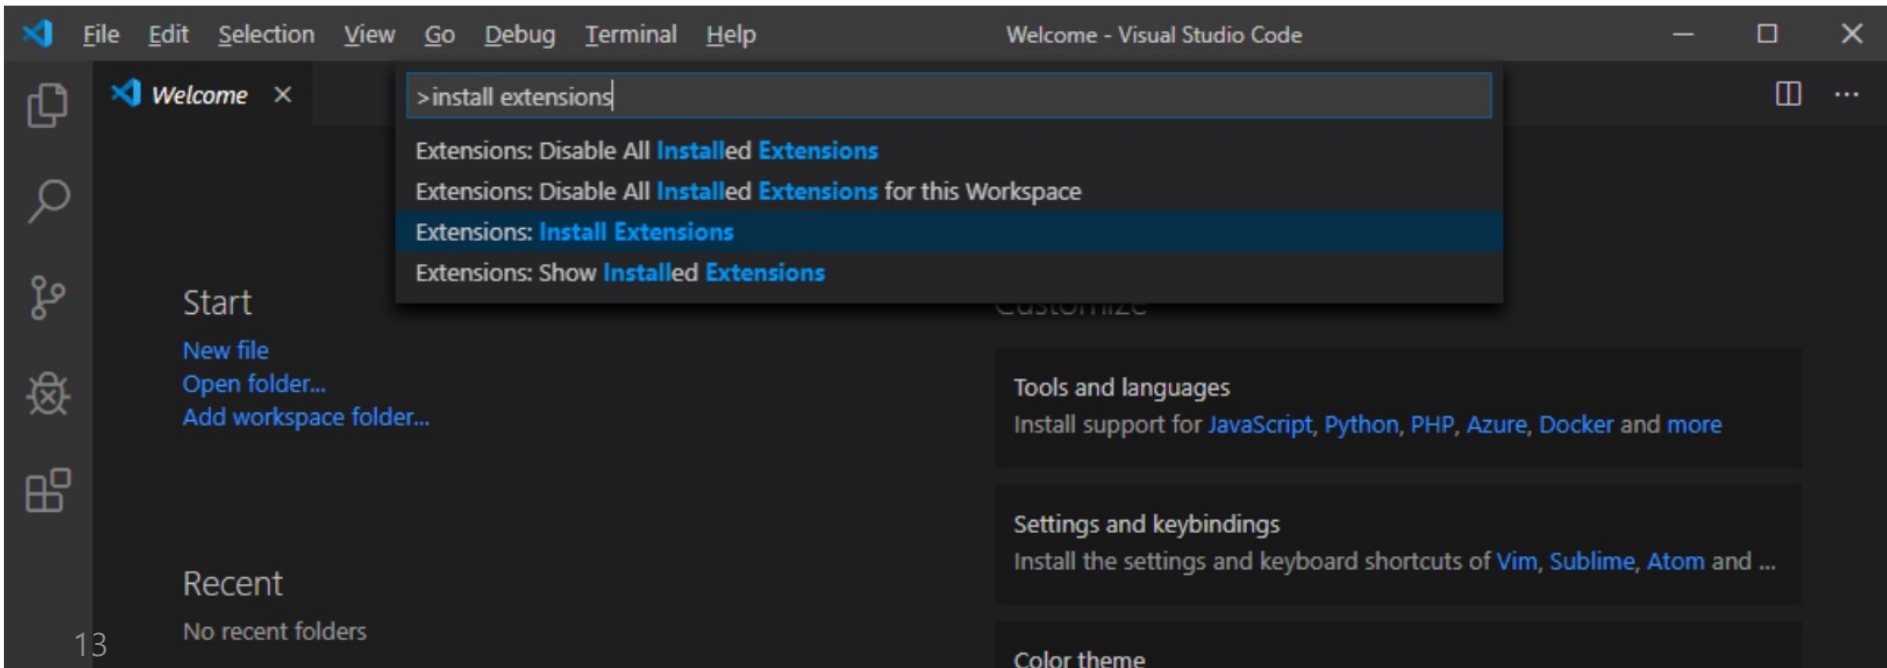 File Edit Selection View Go Debug Terminal Help Welcome - Visual Studio Code
Welcome
>install extensions
Extensions: Disable All Installed Extensions
Extensions: Disable All Installed Extensions for this Workspace
Extensions: Install Extensions
Extensions: Show Installed Extensions
Start
New file
Open folder...
Add workspace folder...
Recent
No recent folders
Customize
Tools and languages
Install support for JavaScript, Python, PHP, Azure, Docker and more
Settings and keybindings
Install the settings and keyboard shortcuts of Vim, Sublime, Atom and ...
Color theme
13